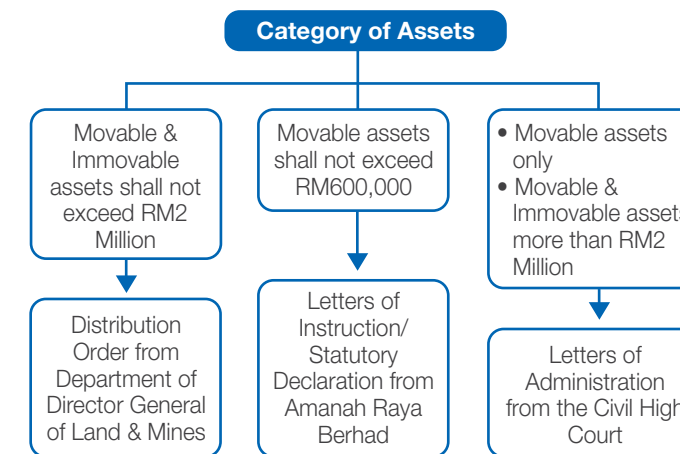 Category of Assets
Movable &
Immovable
assets shall not
exceed RM2
Million
Movable assets
shall not exceed
RM600,000
• Movable assets
only
• Movable &
Immovable assets
more than RM2
Million
Distribution
Order from
Department of
Director General
of Land & Mines
Letters of
Instruction/
Statutory
Declaration from
Amanah Raya
Berhad
Letters of
Administration
from the Civil High
Court